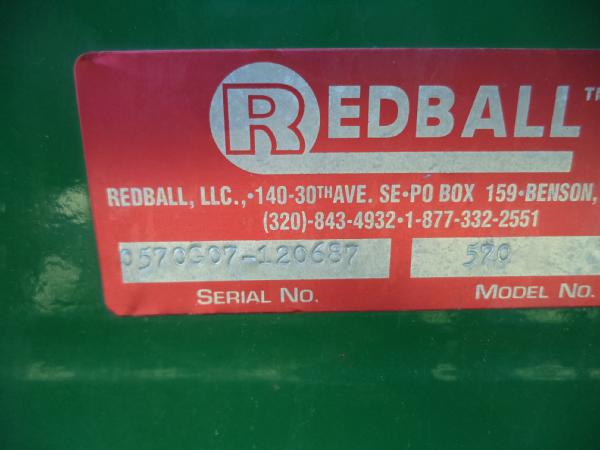 REDBALL™
REDBALL, LLC.,•140-30TH AVE. SE•PO BOX 159•BENSON,
(320)-843-4932•1-877-332-2551
0570G07-120687 570
SERIAL NO. MODEL NO.